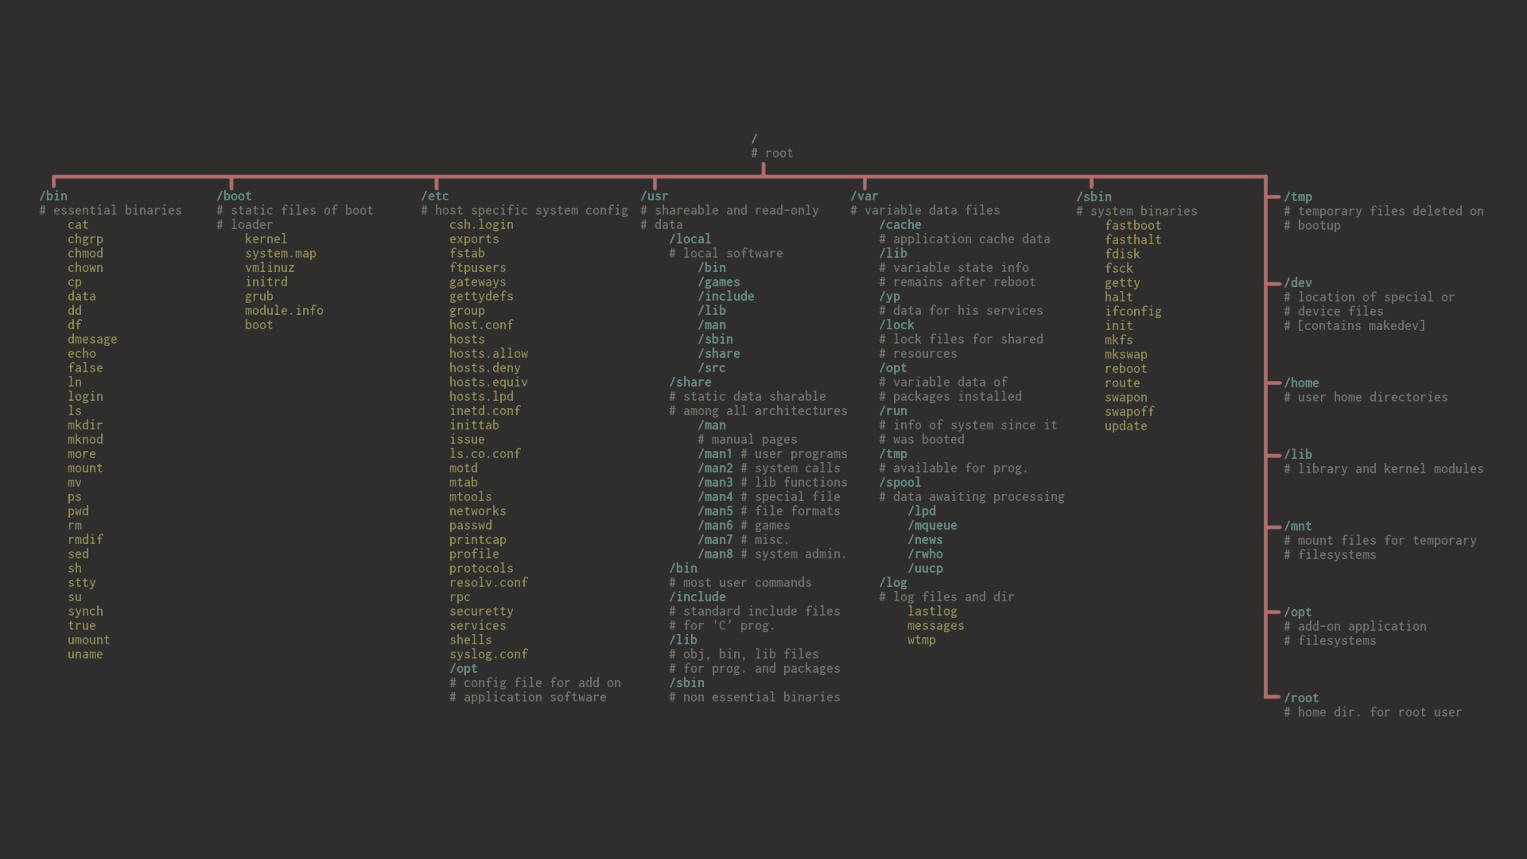 /
# root
/bin
# essential binaries
cat
chgrp
chmod
chown
cp
data
dd
df
dmesage
echo
false
ln
login
ls
mkdir
mknod
more
mount
mv
ps
pwd
rm
rmdif
sed
sh
stty
su
synch
true
umount
uname
/boot
# static files of boot
# loader
kernel
system.map
vmlinuz
initrd
grub
module.info
boot
/etc
# host specific system config
csh.login
exports
fstab
ftpusers
gateways
gettydefs
group
host.conf
hosts
hosts.allow
hosts.deny
hosts.equiv
hosts.lpd
inetd.conf
inittab
issue
ls.co.conf
motd
mtab
mtools
networks
passwd
printcap
profile
protocols
resolv.conf
rpc
securetty
services
shells
syslog.conf
/opt
# config file for add on
# application software
/usr
# shareable and read-only
# data
/local
# local software
/bin
/games
/include
/lib
/man
/sbin
/share
/src
/share
# static data sharable
# among all architectures
/man
# manual pages
/man1 # user programs
/man2 # system calls
/man3 # lib functions
/man4 # special file
/man5 # file formats
/man6 # games
/man7 # misc.
/man8 # system admin.
/bin
# most user commands
/include
# standard include files
# for 'C' prog.
/lib
# obj, bin, lib files
# for prog. and packages
/sbin
# non essential binaries
/var
# variable data files
/cache
# application cache data
/lib
# variable state info
# remains after reboot
/yp
# data for his services
/lock
# lock files for shared
# resources
/opt
# variable data of
# packages installed
/run
# info of system since it
# was booted
/tmp
# available for prog.
/spool
# data awaiting processing
/lpd
/mqueue
/news
/rwho
/uucp
/log
# log files and dir
lastlog
messages
wtmp
/sbin
# system binaries
fastboot
fasthalt
fdisk
fsck
getty
halt
ifconfig
init
mkfs
mkswap
reboot
route
swapon
swapoff
update
/tmp
# temporary files deleted on
# bootup
/dev
# location of special or
# device files
# [contains makedev]
/home
# user home directories
/lib
# library and kernel modules
/mnt
# mount files for temporary
# filesystems
/opt
# add-on application
# filesystems
/root
# home dir. for root user